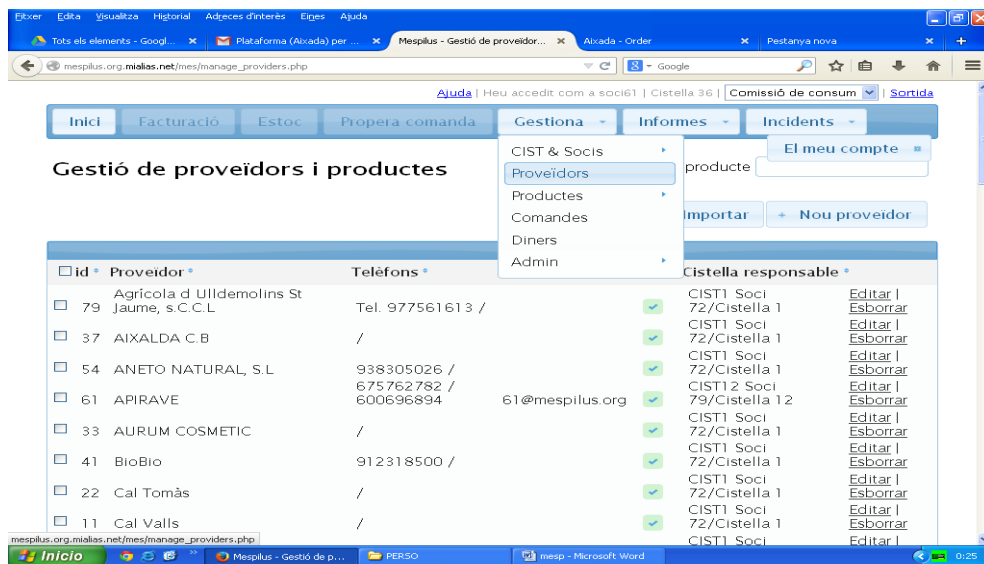 Fitxer Edita Visualitza Historial Adreces d'interès Eines Ajuda
Tots els elements - Googl... Plataforma (Aixada) per ... Mespilus - Gestió de proveïdor... Aixada - Order Pestanya nova
mespilus.org.mialias.net/mes/manage_providers.php Google
Ajuda | Heu accedit com a soci61 | Cistella 36 | Comissió de consum | Sortida
Inici Facturació Estoc Propera comanda Gestiona Informes Incidents
El meu compte
CIST & Socis
Proveïdors
Productes
Comandes
Diners
Admin
Gestió de proveïdors i productes producte
Importar + Nou proveïdor
id Proveïdor Telèfons Cistella responsable
79 Agrícola d Ulldemolins St Jaume, s.C.C.L Tel. 977561613 / CIST1 Soci 72/Cistella 1 Editar | Esborrar
37 AIXALDA C.B / CIST1 Soci 72/Cistella 1 Editar | Esborrar
54 ANETO NATURAL, S.L 938305026 / CIST1 Soci 72/Cistella 1 Editar | Esborrar
61 APIRAVE 675762782 / 600696894 61@mespilus.org CIST12 Soci 79/Cistella 12 Editar | Esborrar
33 AURUM COSMETIC / CIST1 Soci 72/Cistella 1 Editar | Esborrar
41 BioBio 912318500 / CIST1 Soci 72/Cistella 1 Editar | Esborrar
22 Cal Tomàs / CIST1 Soci 72/Cistella 1 Editar | Esborrar
11 Cal Valls / CIST1 Soci 72/Cistella 1 Editar | Esborrar
CIST1 Soci Editar |
mespilus.org.mialias.net/mes/manage_providers.php
Inicio Mespilus - Gestió de p... PERSO mesp - Microsoft Word 0:25